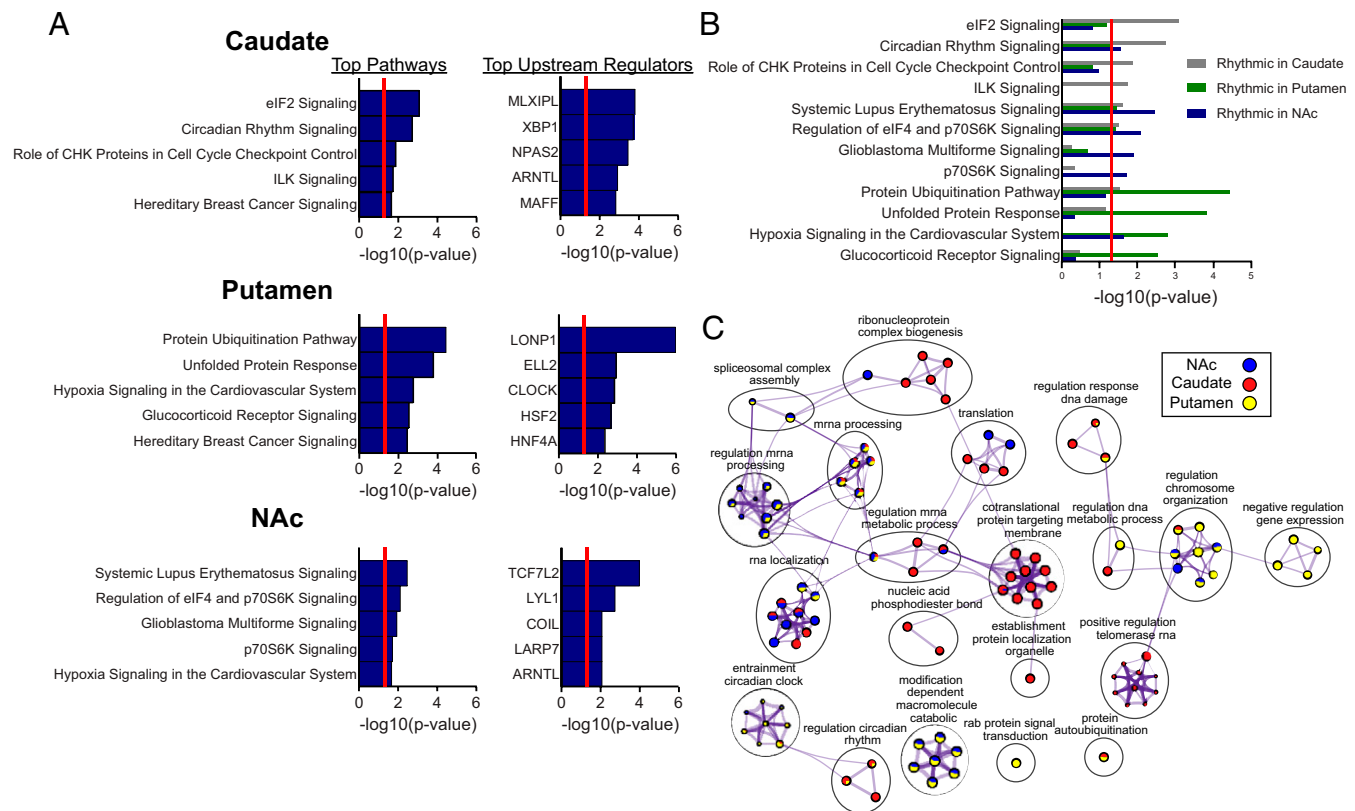 A
Caudate
Top Pathways
eIF2 Signaling
Circadian Rhythm Signaling
Role of CHK Proteins in Cell Cycle Checkpoint Control
ILK Signaling
Hereditary Breast Cancer Signaling
0 2 4 6
-log10(p-value)
Top Upstream Regulators
MLXIPL
XBP1
NPAS2
ARNTL
MAFF
0 2 4 6
-log10(p-value)
Putamen
Protein Ubiquitination Pathway
Unfolded Protein Response
Hypoxia Signaling in the Cardiovascular System
Glucocorticoid Receptor Signaling
Hereditary Breast Cancer Signaling
0 2 4 6
-log10(p-value)
LONP1
ELL2
CLOCK
HSF2
HNF4A
0 2 4 6
-log10(p-value)
NAc
Systemic Lupus Erythematosus Signaling
Regulation of eIF4 and p70S6K Signaling
Glioblastoma Multiforme Signaling
p70S6K Signaling
Hypoxia Signaling in the Cardiovascular System
0 2 4 6
-log10(p-value)
TCF7L2
LYL1
COIL
LARP7
ARNTL
0 2 4 6
-log10(p-value)
B
eIF2 Signaling
Circadian Rhythm Signaling
Role of CHK Proteins in Cell Cycle Checkpoint Control
ILK Signaling
Systemic Lupus Erythematosus Signaling
Regulation of eIF4 and p70S6K Signaling
Glioblastoma Multiforme Signaling
p70S6K Signaling
Protein Ubiquitination Pathway
Unfolded Protein Response
Hypoxia Signaling in the Cardiovascular System
Glucocorticoid Receptor Signaling
0 1 2 3 4 5
-log10(p-value)
Rhythmic in Caudate
Rhythmic in Putamen
Rhythmic in NAc
C
NAc
Caudate
Putamen
ribonucleoprotein
complex biogenesis
spliceosomal complex
assembly
regulation response
dna damage
translation
mrna processing
regulation mrna
processing
regulation mrna
metabolic process
cotranslational
protein targeting
membrane
regulation dna
metabolic process
regulation
chromosome
organization
negative regulation
gene expression
rna localization
nucleic acid
phosphodiester bond
establishment
protein localization
organelle
positive regulation
telomerase rna
entrainment
circadian clock
regulation circadian
rhythm
modification
dependent
macromolecule
catabolic
rab protein signal
transduction
protein
autoubiquitination